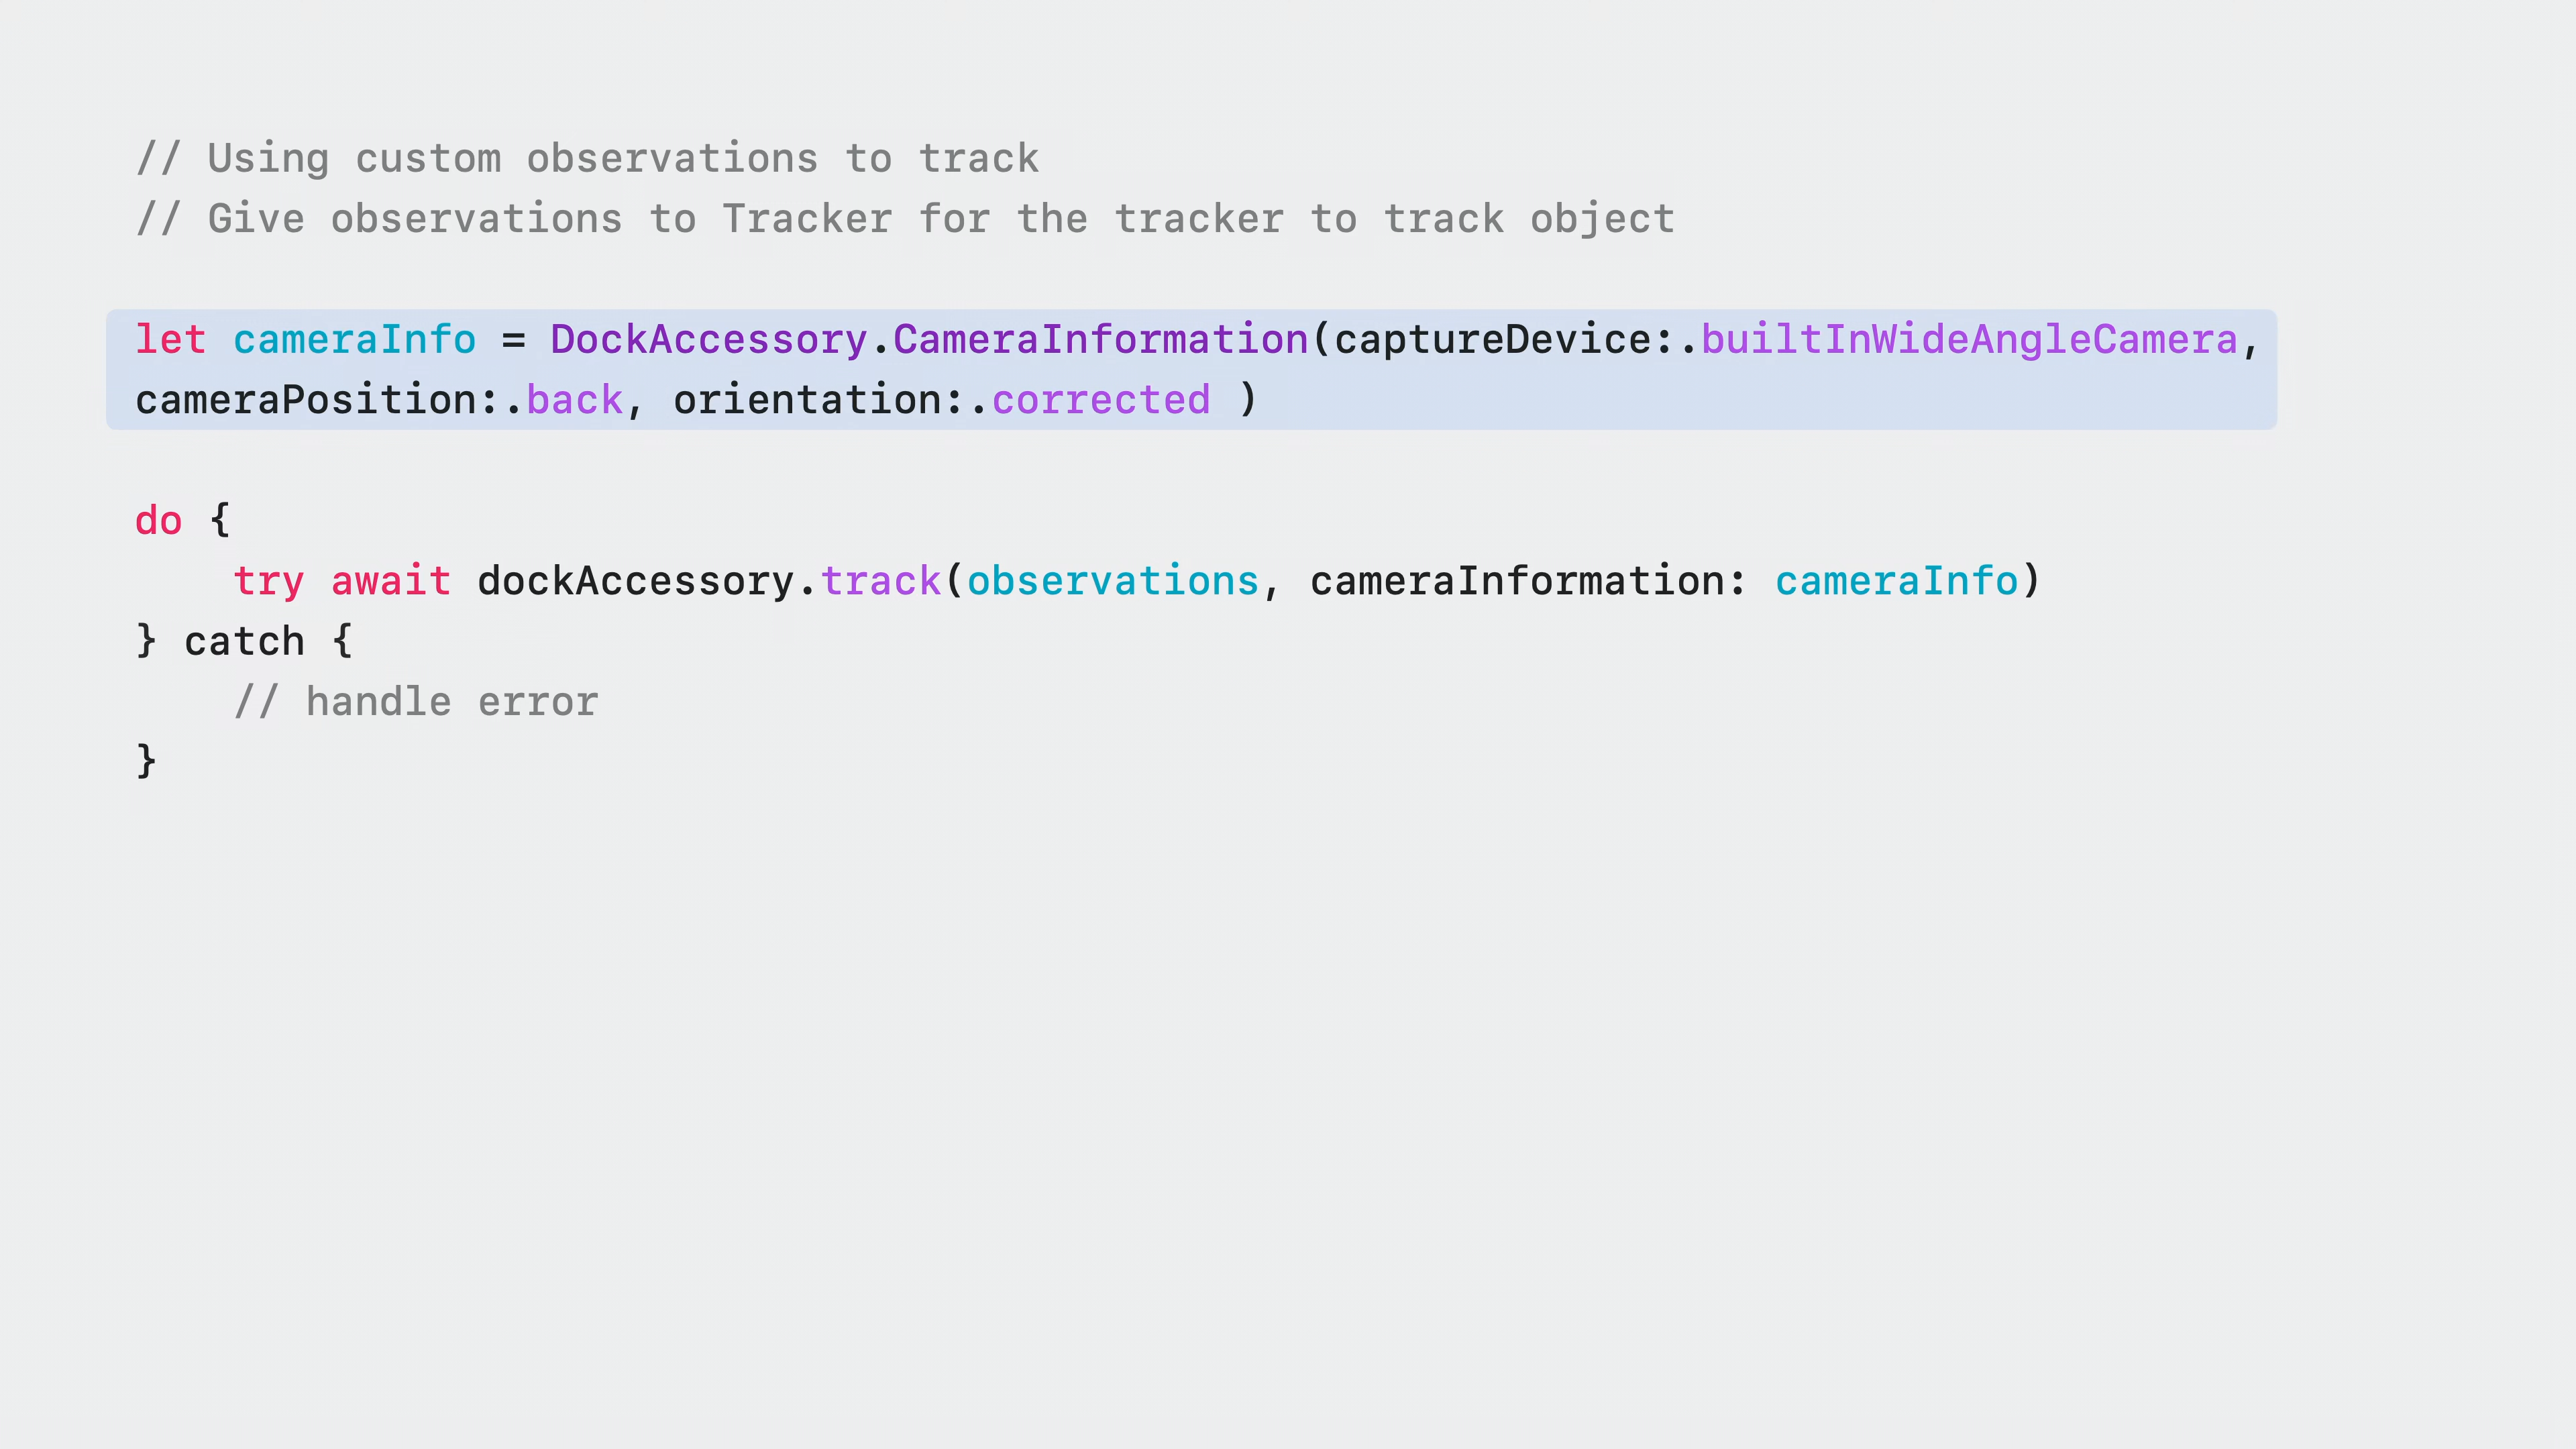 // Using custom observations to track
// Give observations to Tracker for the tracker to track object
let cameraInfo = DockAccessory.CameraInformation(captureDevice:.builtInWideAngleCamera,
cameraPosition:.back, orientation:.corrected )
do {
    try await dockAccessory.track(observations, cameraInformation: cameraInfo)
} catch {
    // handle error
}